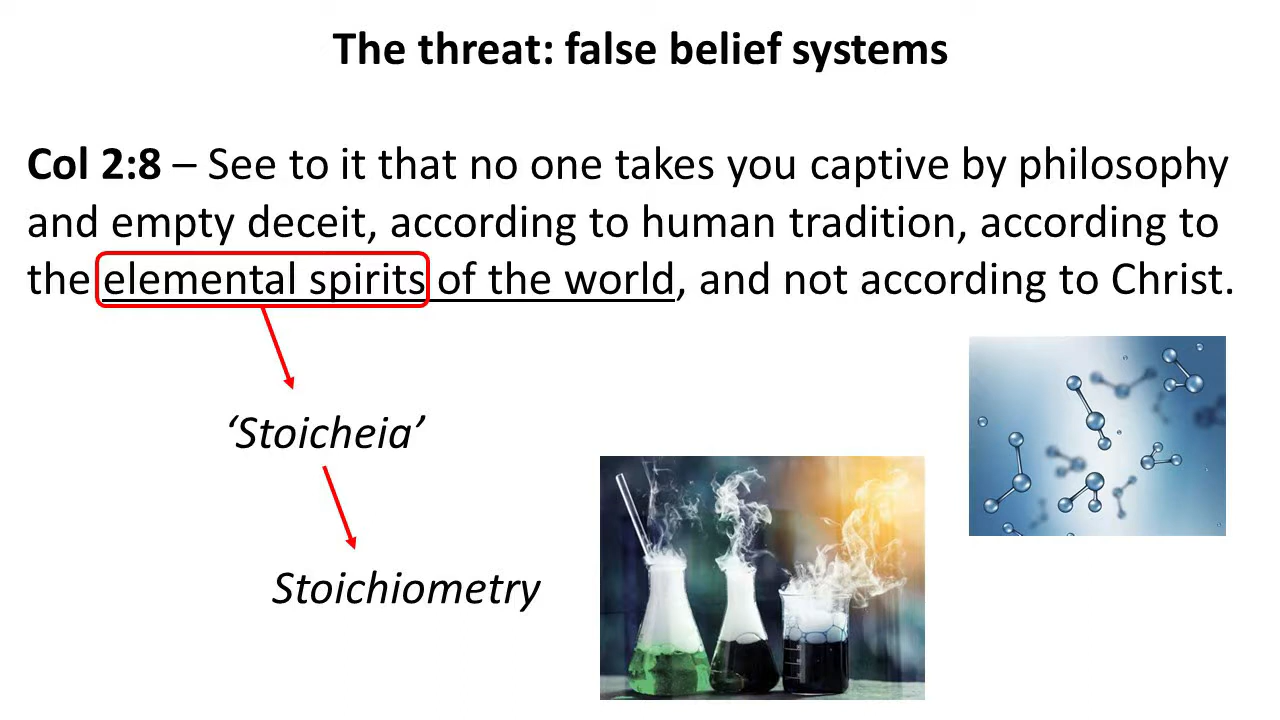 The threat: false belief systems
Col 2:8 – See to it that no one takes you captive by philosophy
and empty deceit, according to human tradition, according to
the elemental spirits of the world, and not according to Christ.
‘Stoicheia’
Stoichiometry